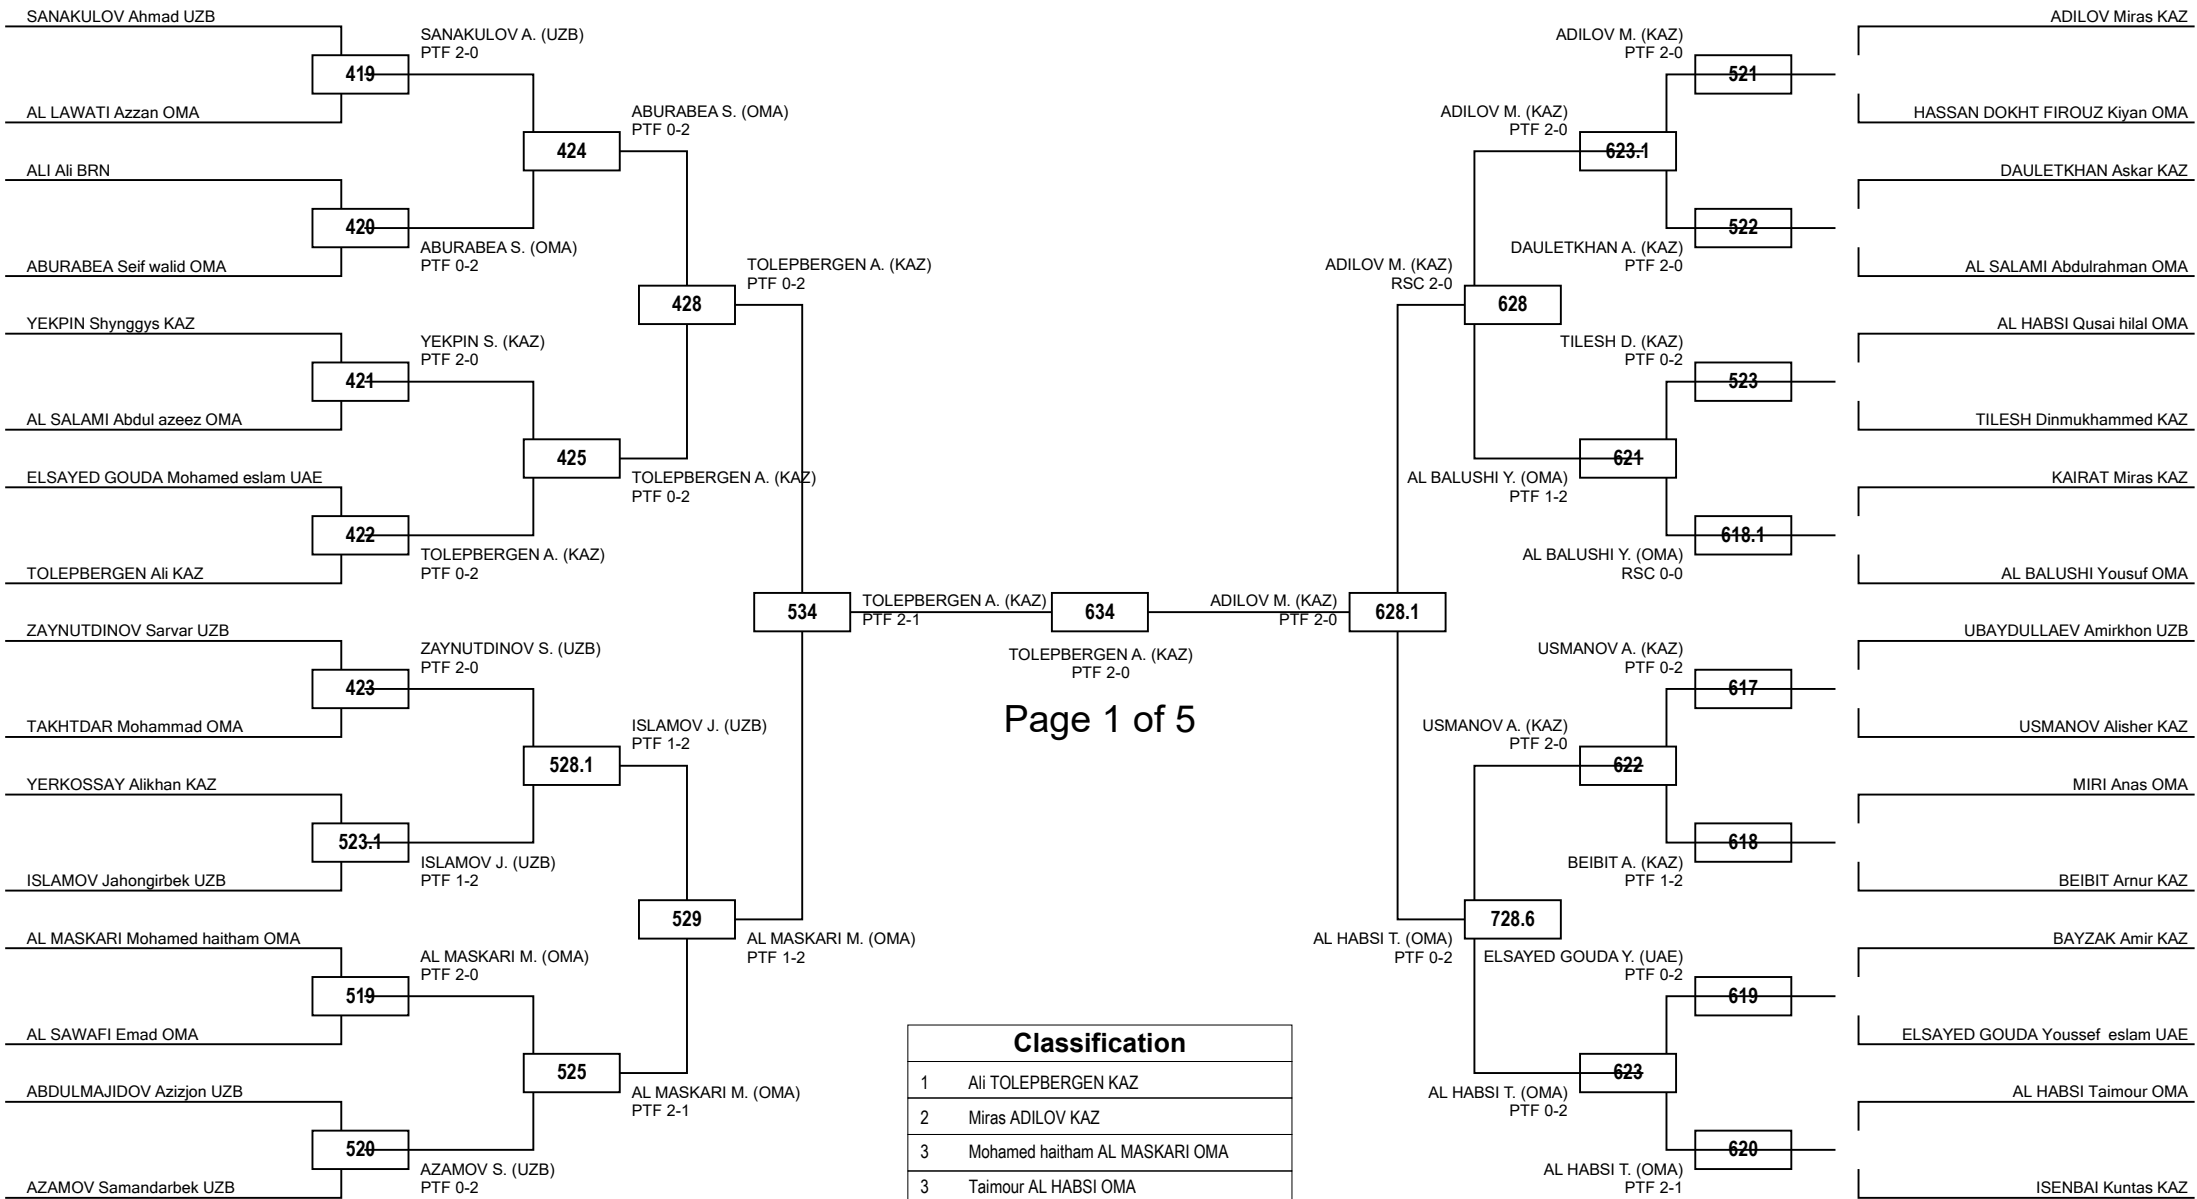 SANAKULOV Ahmad UZB
SANAKULOV A. (UZB)
PTF 2-0
419
AL LAWATI Azzan OMA
ABURABEA S. (OMA)
PTF 0-2
424
ALI Ali BRN
420
ABURABEA S. (OMA)
PTF 0-2
ABURABEA Seif walid OMA
TOLEPBERGEN A. (KAZ)
PTF 0-2
428
YEKPIN Shynggys KAZ
YEKPIN S. (KAZ)
PTF 2-0
421
AL SALAMI Abdul azeez OMA
425
TOLEPBERGEN A. (KAZ)
PTF 0-2
ELSAYED GOUDA Mohamed eslam UAE
422
TOLEPBERGEN A. (KAZ)
PTF 0-2
TOLEPBERGEN Ali KAZ
534
TOLEPBERGEN A. (KAZ)
PTF 2-1
ZAYNUTDINOV Sarvar UZB
ZAYNUTDINOV S. (UZB)
PTF 2-0
423
TAKHTDAR Mohammad OMA
ISLAMOV J. (UZB)
PTF 1-2
528.1
YERKOSSAY Alikhan KAZ
523.1
ISLAMOV J. (UZB)
PTF 1-2
ISLAMOV Jahongirbek UZB
529
AL MASKARI M. (OMA)
PTF 1-2
AL MASKARI Mohamed haitham OMA
AL MASKARI M. (OMA)
PTF 2-0
519
AL SAWAFI Emad OMA
525
AL MASKARI M. (OMA)
PTF 2-1
ABDULMAJIDOV Azizjon UZB
520
AZAMOV S. (UZB)
PTF 0-2
AZAMOV Samandarbek UZB
634
TOLEPBERGEN A. (KAZ)
PTF 2-0
Page 1 of 5
Classification
1 Ali TOLEPBERGEN KAZ
2 Miras ADILOV KAZ
3 Mohamed haitham AL MASKARI OMA
3 Taimour AL HABSI OMA
ADILOV Miras KAZ
ADILOV M. (KAZ)
PTF 2-0
521
HASSAN DOKHT FIROUZ Kiyan OMA
ADILOV M. (KAZ)
PTF 2-0
623.1
DAULETKHAN Askar KAZ
522
DAULETKHAN A. (KAZ)
PTF 2-0
AL SALAMI Abdulrahman OMA
ADILOV M. (KAZ)
RSC 2-0
628
AL HABSI Qusai hilal OMA
TILESH D. (KAZ)
PTF 0-2
523
TILESH Dinmukhammed KAZ
621
AL BALUSHI Y. (OMA)
PTF 1-2
KAIRAT Miras KAZ
618.1
AL BALUSHI Y. (OMA)
RSC 0-0
AL BALUSHI Yousuf OMA
ADILOV M. (KAZ)
PTF 2-0
628.1
UBAYDULLAEV Amirkhon UZB
USMANOV A. (KAZ)
PTF 0-2
617
USMANOV Alisher KAZ
USMANOV A. (KAZ)
PTF 2-0
622
MIRI Anas OMA
618
BEIBIT A. (KAZ)
PTF 1-2
BEIBIT Arnur KAZ
728.6
AL HABSI T. (OMA)
PTF 0-2
BAYZAK Amir KAZ
ELSAYED GOUDA Y. (UAE)
PTF 0-2
619
ELSAYED GOUDA Youssef eslam UAE
623
AL HABSI T. (OMA)
PTF 0-2
AL HABSI Taimour OMA
620
AL HABSI T. (OMA)
PTF 2-1
ISENBAI Kuntas KAZ